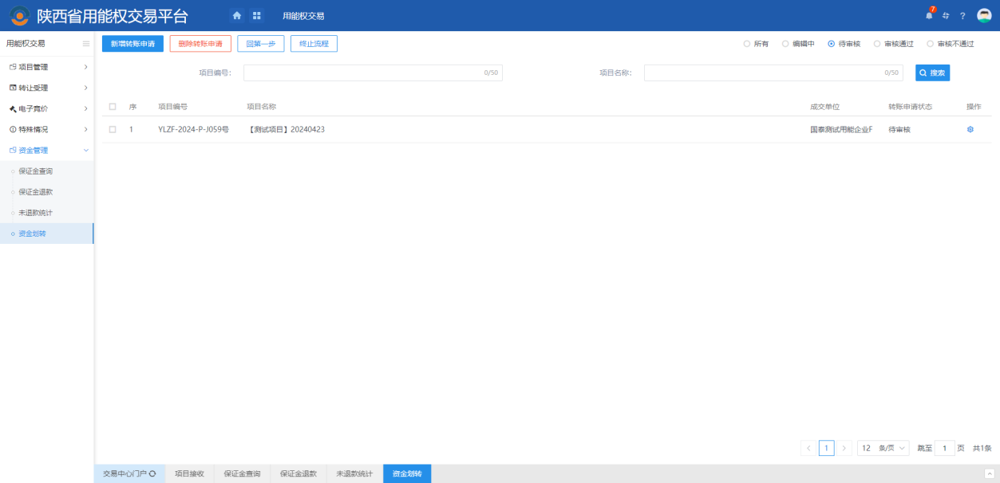 陕西省用能权交易平台 用能权交易 7 ?
用能权交易
项目管理
转让受理
电子竞价
特殊情况
资金管理
保证金查询
保证金退款
未退款统计
资金划转
新增转账申请 删除转账申请 回第一步 终止流程 所有 编辑中 待审核 审核通过 审核不通过
项目编号: 0/50 项目名称: 0/50 搜索
序 项目编号 项目名称 成交单位 转账申请状态 操作
1 YLZF-2024-P-J059号 【测试项目】20240423 国泰测试用能企业F 待审核
1 12 条/页 跳至 1 页 共1条
交易中心门户 项目接收 保证金查询 保证金退款 未退款统计 资金划转